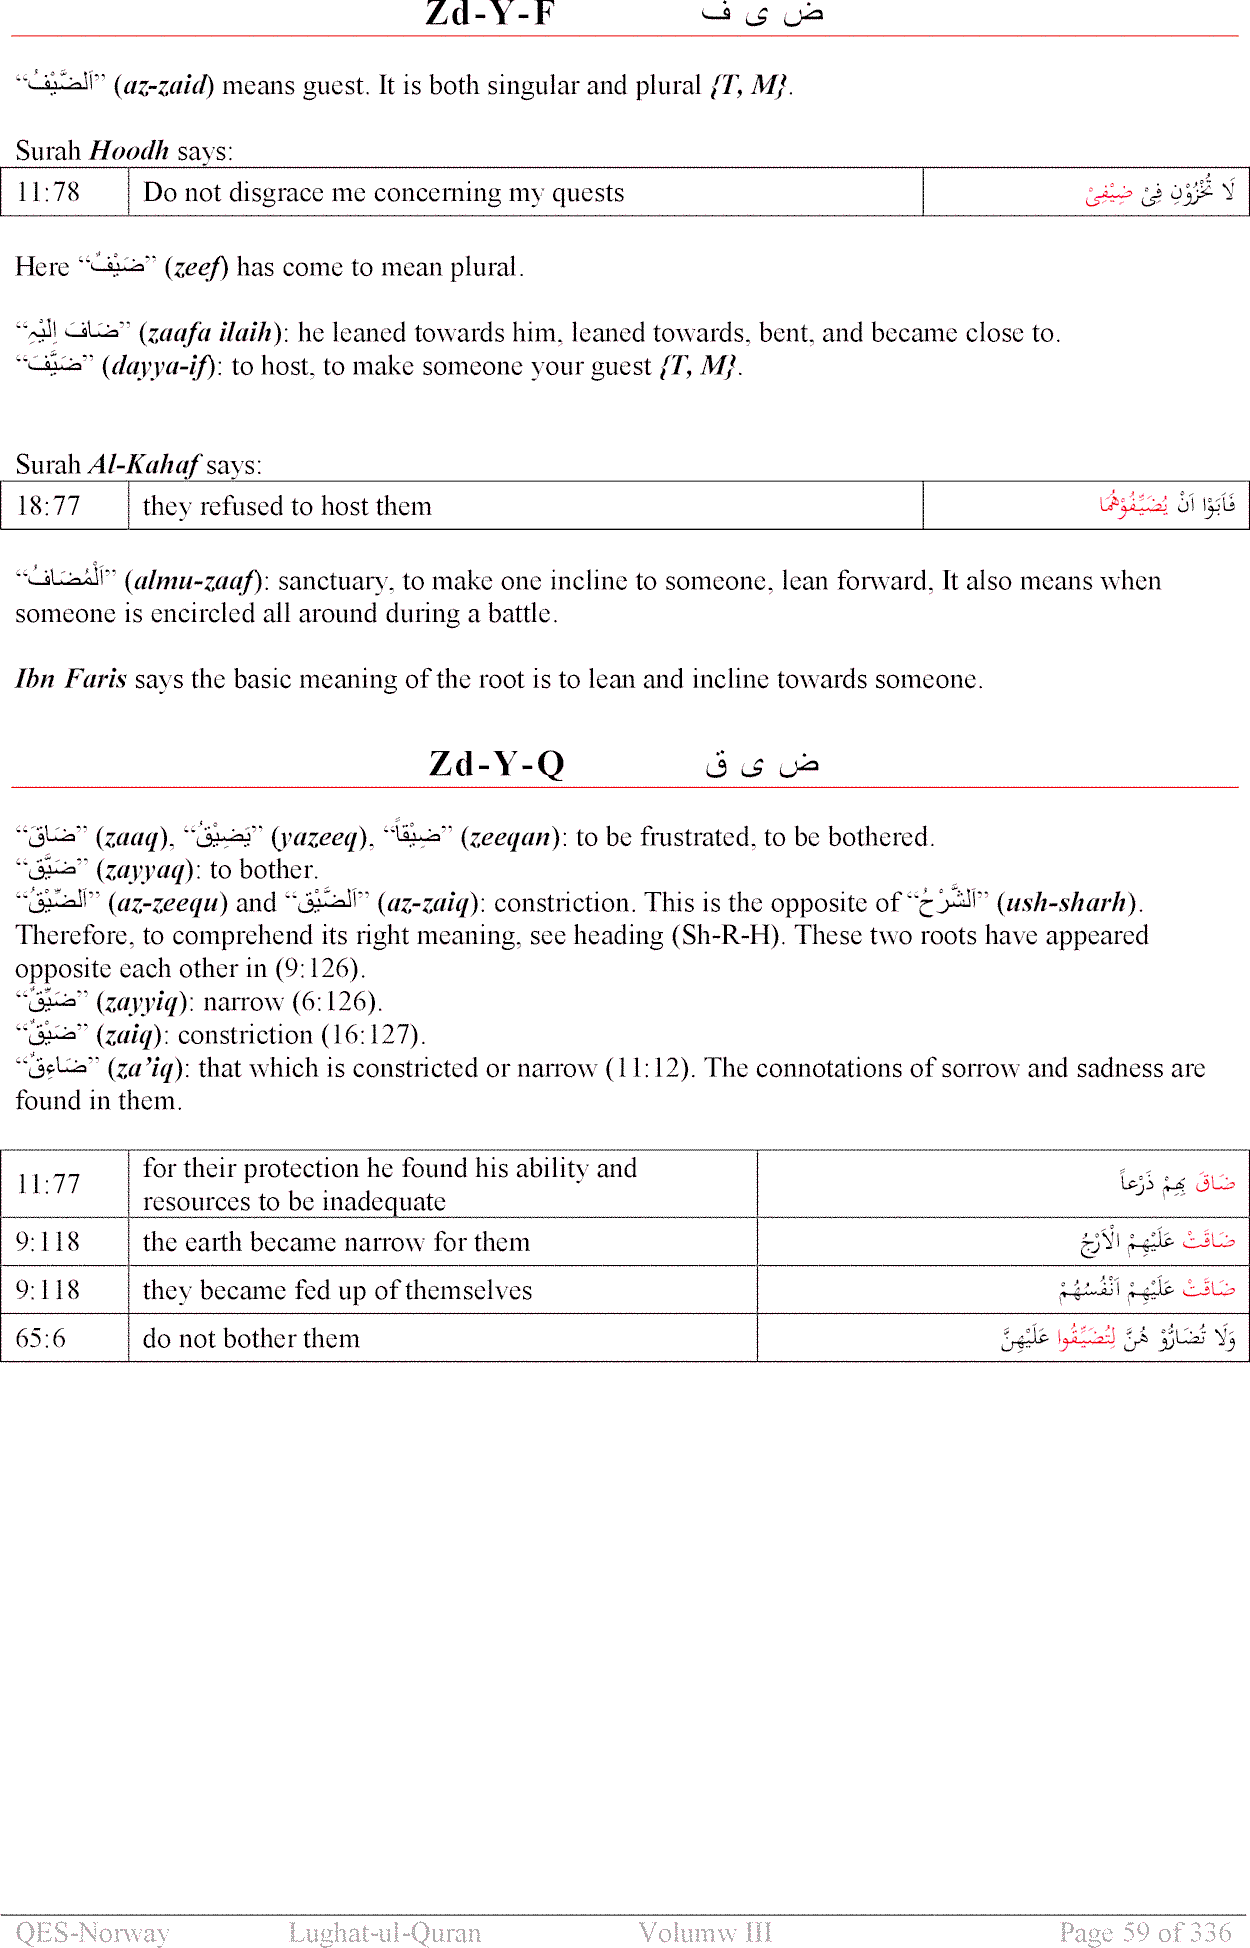 Zd-Y-F ض ی ف
“اَلضَّيْفُ” (az-zaid) means guest. It is both singular and plural {T, M}.
Surah Hoodh says:
11:78 Do not disgrace me concerning my quests لَا تُخْزُوْنِ فِیْ ضِيْفِیْ
Here “ضَيْفٌ” (zeef) has come to mean plural.
“ضَافَ اِلَيْہِ” (zaafa ilaih): he leaned towards him, leaned towards, bent, and became close to.
“ضَيَّفَ” (dayya-if): to host, to make someone your guest {T, M}.
Surah Al-Kahaf says:
18:77 they refused to host them فَاَبَوْا اَنْ يُضَيِّفُوْهُمَا
“اَلْمُضَافُ” (almu-zaaf): sanctuary, to make one incline to someone, lean forward, It also means when
someone is encircled all around during a battle.
Ibn Faris says the basic meaning of the root is to lean and incline towards someone.
Zd-Y-Q ض ی ق
“ضَاقَ” (zaaq), “يَضِيْقُ” (yazeeq), “ضِيْقاً” (zeeqan): to be frustrated, to be bothered.
“ضَيَّقَ” (zayyaq): to bother.
“اَلضِّيْقُ” (az-zeequ) and “اَلضَّيْقُ” (az-zaiq): constriction. This is the opposite of “اَلشَّرْحُ” (ush-sharh).
Therefore, to comprehend its right meaning, see heading (Sh-R-H). These two roots have appeared
opposite each other in (9:126).
“ضَيِّقٌ” (zayyiq): narrow (6:126).
“ضَيْقٌ” (zaiq): constriction (16:127).
“ضَاءِقٌ” (za’iq): that which is constricted or narrow (11:12). The connotations of sorrow and sadness are
found in them.
11:77 for their protection he found his ability and
resources to be inadequate ضَاقَ بِهِمْ ذَرْعاً
9:118 the earth became narrow for them ضَاقَتْ عَلَيْهِمْ الْاَرْجُ
9:118 they became fed up of themselves ضَاقَتْ عَلَيْهِمْ اَنْفُسُهُمْ
65:6 do not bother them وَلَا تُضَارُّوْ هُنَّ لِتُضَيِّقُوا عَلَيْهِنَّ
QES-Norway Lughat-ul-Quran Volumw III Page 59 of 336